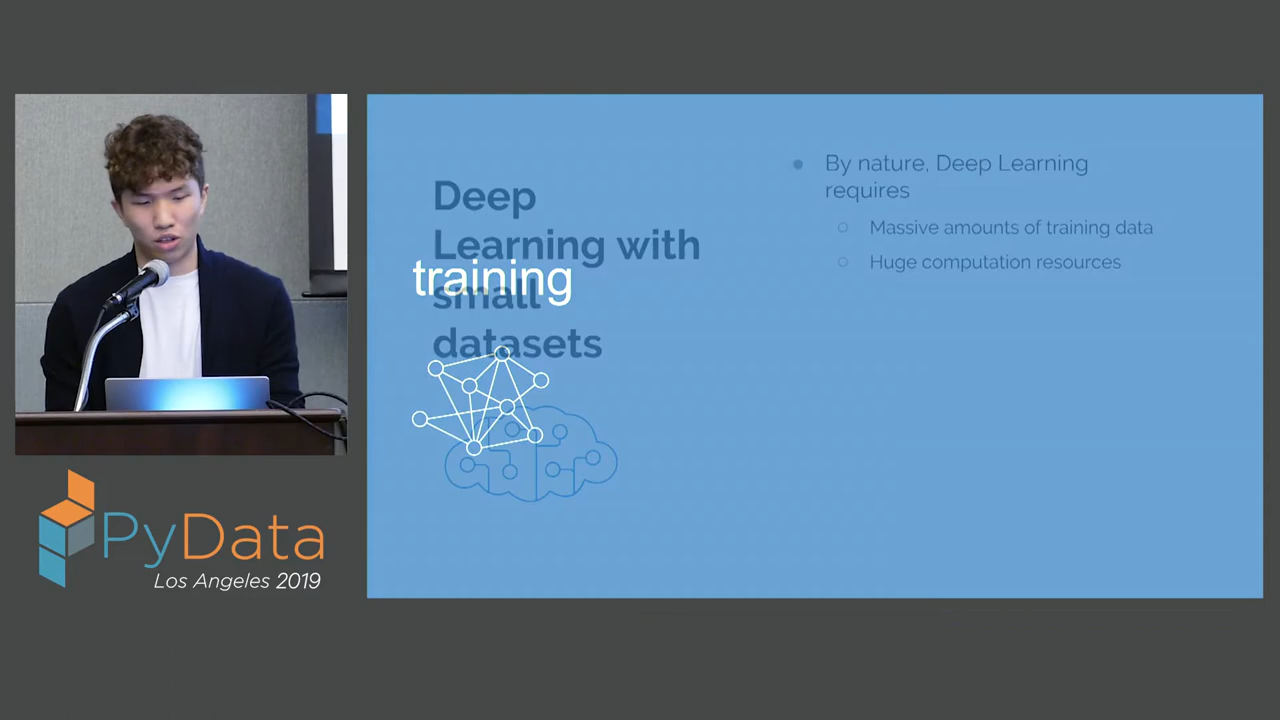 Deep
Learning with
training
small
datasets
By nature, Deep Learning
requires
Massive amounts of training data
Huge computation resources
PyData
Los Angeles 2019